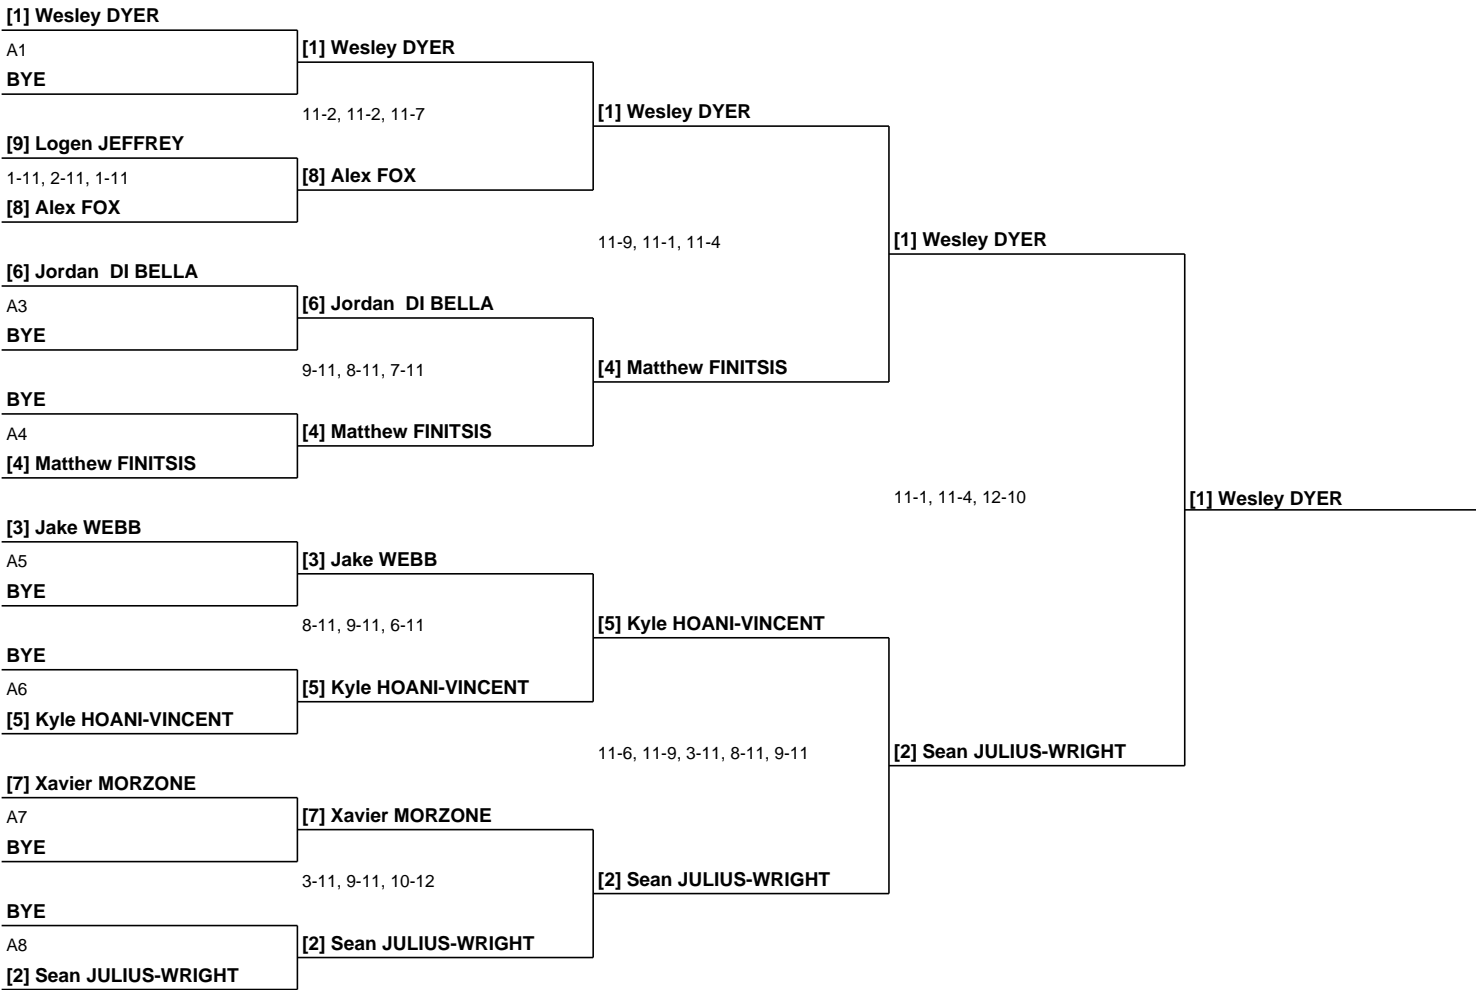 [1] Wesley DYER
A1
BYE
[9] Logen JEFFREY
1-11, 2-11, 1-11
[8] Alex FOX
[6] Jordan  DI BELLA
A3
BYE
BYE
A4
[4] Matthew FINITSIS
[3] Jake WEBB
A5
BYE
BYE
A6
[5] Kyle HOANI-VINCENT
[7] Xavier MORZONE
A7
BYE
BYE
A8
[2] Sean JULIUS-WRIGHT
[1] Wesley DYER
11-2, 11-2, 11-7
[8] Alex FOX
[6] Jordan  DI BELLA
9-11, 8-11, 7-11
[4] Matthew FINITSIS
[3] Jake WEBB
8-11, 9-11, 6-11
[5] Kyle HOANI-VINCENT
[7] Xavier MORZONE
3-11, 9-11, 10-12
[2] Sean JULIUS-WRIGHT
[1] Wesley DYER
11-9, 11-1, 11-4
[4] Matthew FINITSIS
[5] Kyle HOANI-VINCENT
11-6, 11-9, 3-11, 8-11, 9-11
[2] Sean JULIUS-WRIGHT
[1] Wesley DYER
11-1, 11-4, 12-10
[2] Sean JULIUS-WRIGHT
[1] Wesley DYER